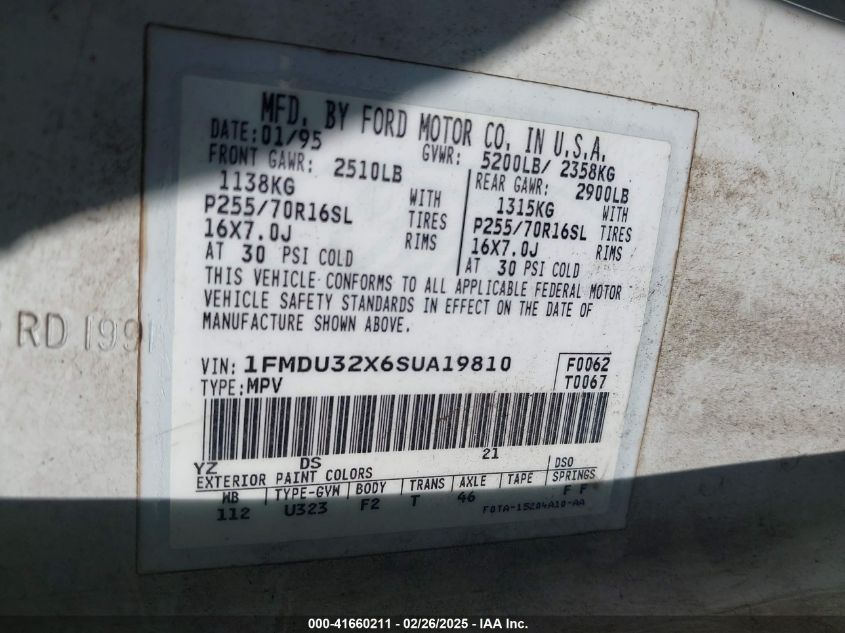 MFD. BY FORD MOTOR CO. IN U.S.A.
DATE: 01/95 GVWR: 5200LB/ 2358KG
FRONT GAWR: 2510LB REAR GAWR: 2900LB
1138KG WITH 1315KG WITH
P255/70R16SL TIRES P255/70R16SL TIRES
16X7.0J RIMS 16X7.0J RIMS
AT 30 PSI COLD AT 30 PSI COLD
THIS VEHICLE CONFORMS TO ALL APPLICABLE FEDERAL MOTOR
VEHICLE SAFETY STANDARDS IN EFFECT ON THE DATE OF
MANUFACTURE SHOWN ABOVE.
RD 1991
VIN: 1FMDU32X6SUA19810 F0062
TYPE: MPV T0067
YZ DS 21
EXTERIOR PAINT COLORS DSO
WB TYPE-GVW BODY TRANS AXLE TAPE SPRINGS
112 U323 F2 T 46 F F
F0TA-15204A10-AA
000-41660211 - 02/26/2025 - IAA Inc.